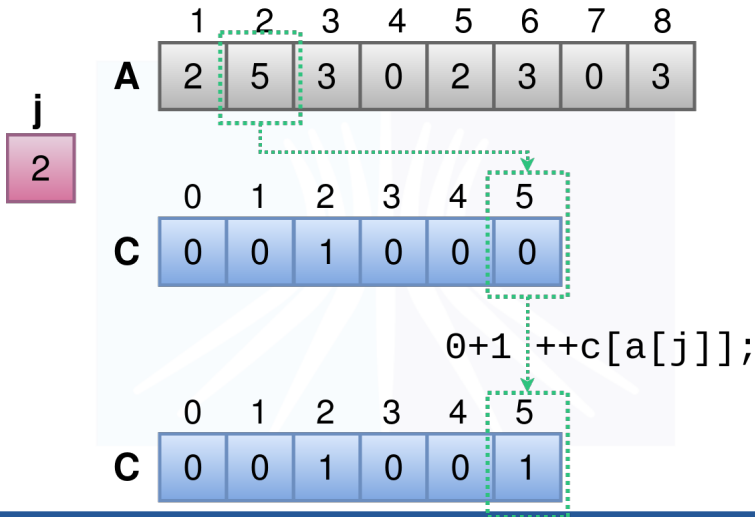 1 2 3 4 5 6 7 8
A 2 5 3 0 2 3 0 3
j
2
0 1 2 3 4 5
C 0 0 1 0 0 0
0+1 ++c[a[j]];
0 1 2 3 4 5
C 0 0 1 0 0 1